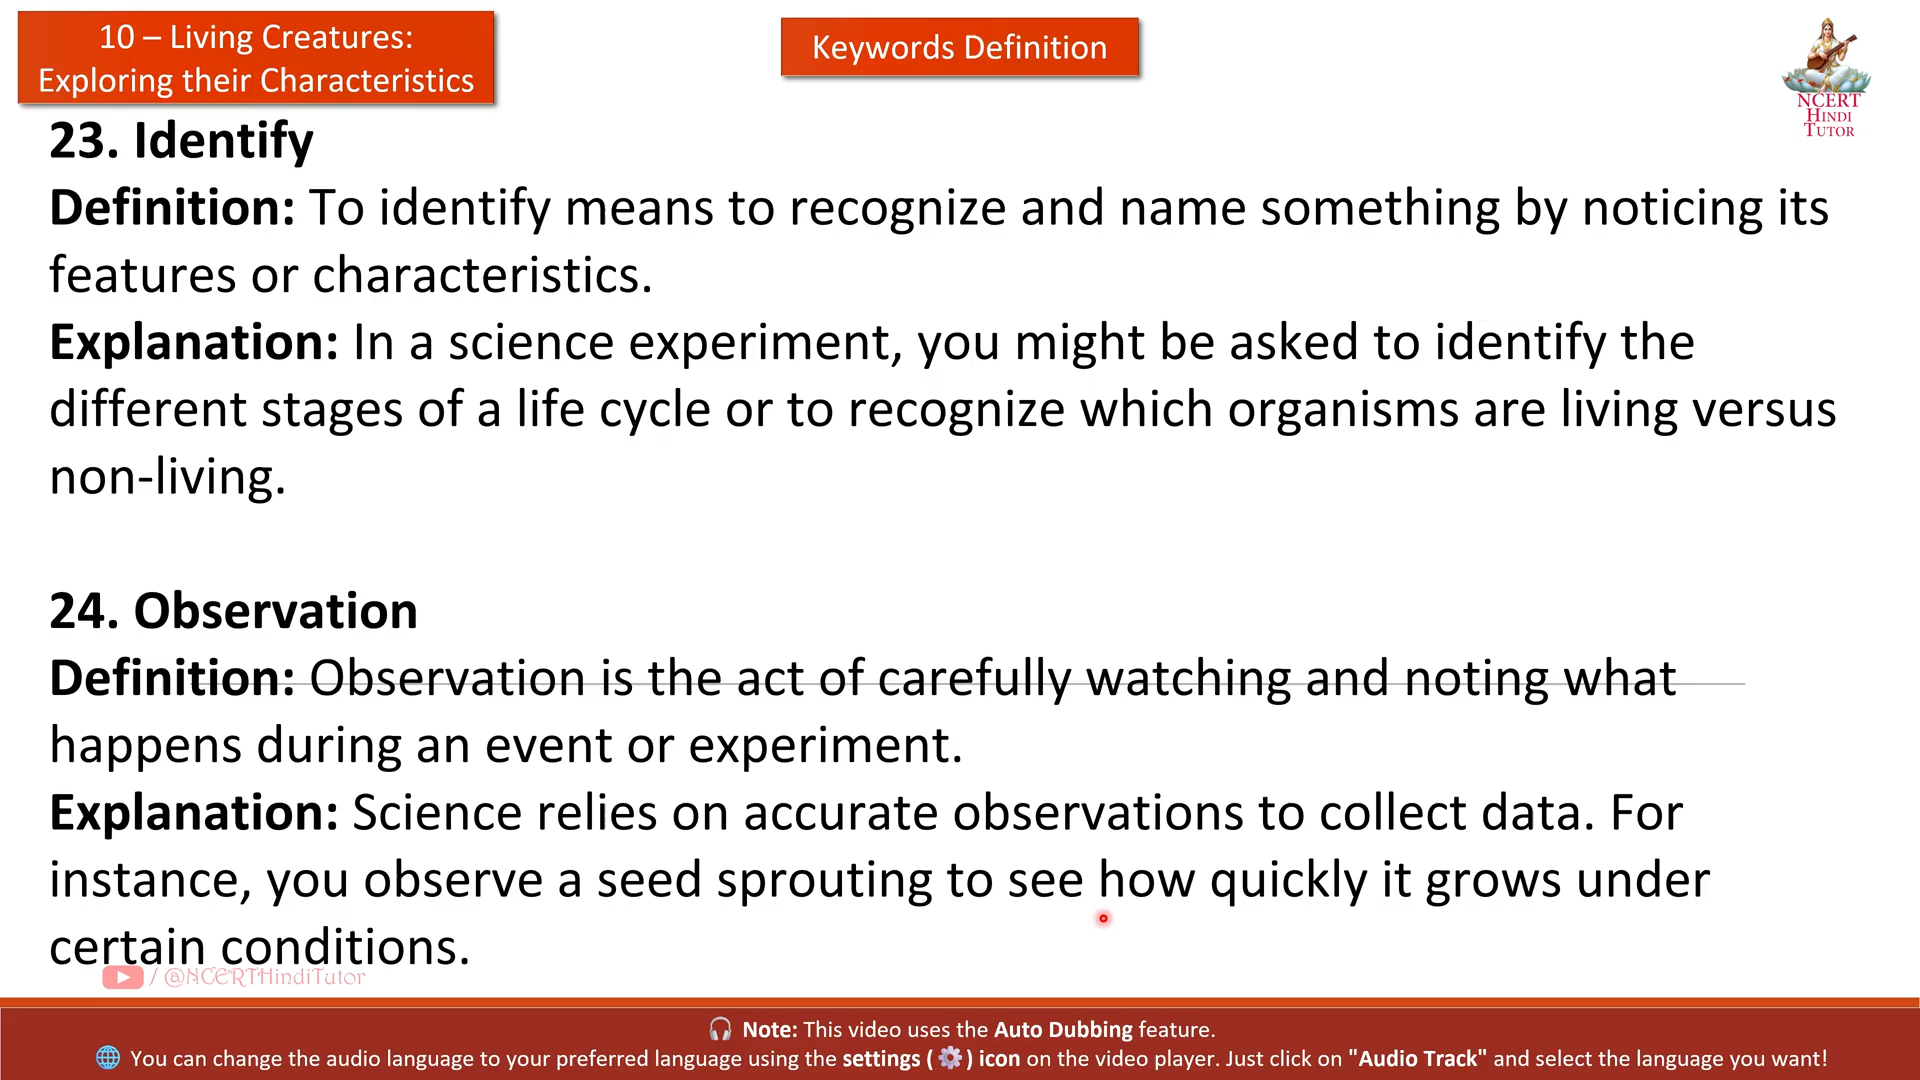 10 – Living Creatures:
Exploring their Characteristics
Keywords Definition
NCERT
HINDI
TUTOR
23. Identify
Definition: To identify means to recognize and name something by noticing its
features or characteristics.
Explanation: In a science experiment, you might be asked to identify the
different stages of a life cycle or to recognize which organisms are living versus
non-living.
24. Observation
Definition: Observation is the act of carefully watching and noting what
happens during an event or experiment.
Explanation: Science relies on accurate observations to collect data. For
instance, you observe a seed sprouting to see how quickly it grows under
certain conditions.
/ @NCERTHindiTutor
Note: This video uses the Auto Dubbing feature.
You can change the audio language to your preferred language using the settings ( ⚙ ) icon on the video player. Just click on "Audio Track" and select the language you want!